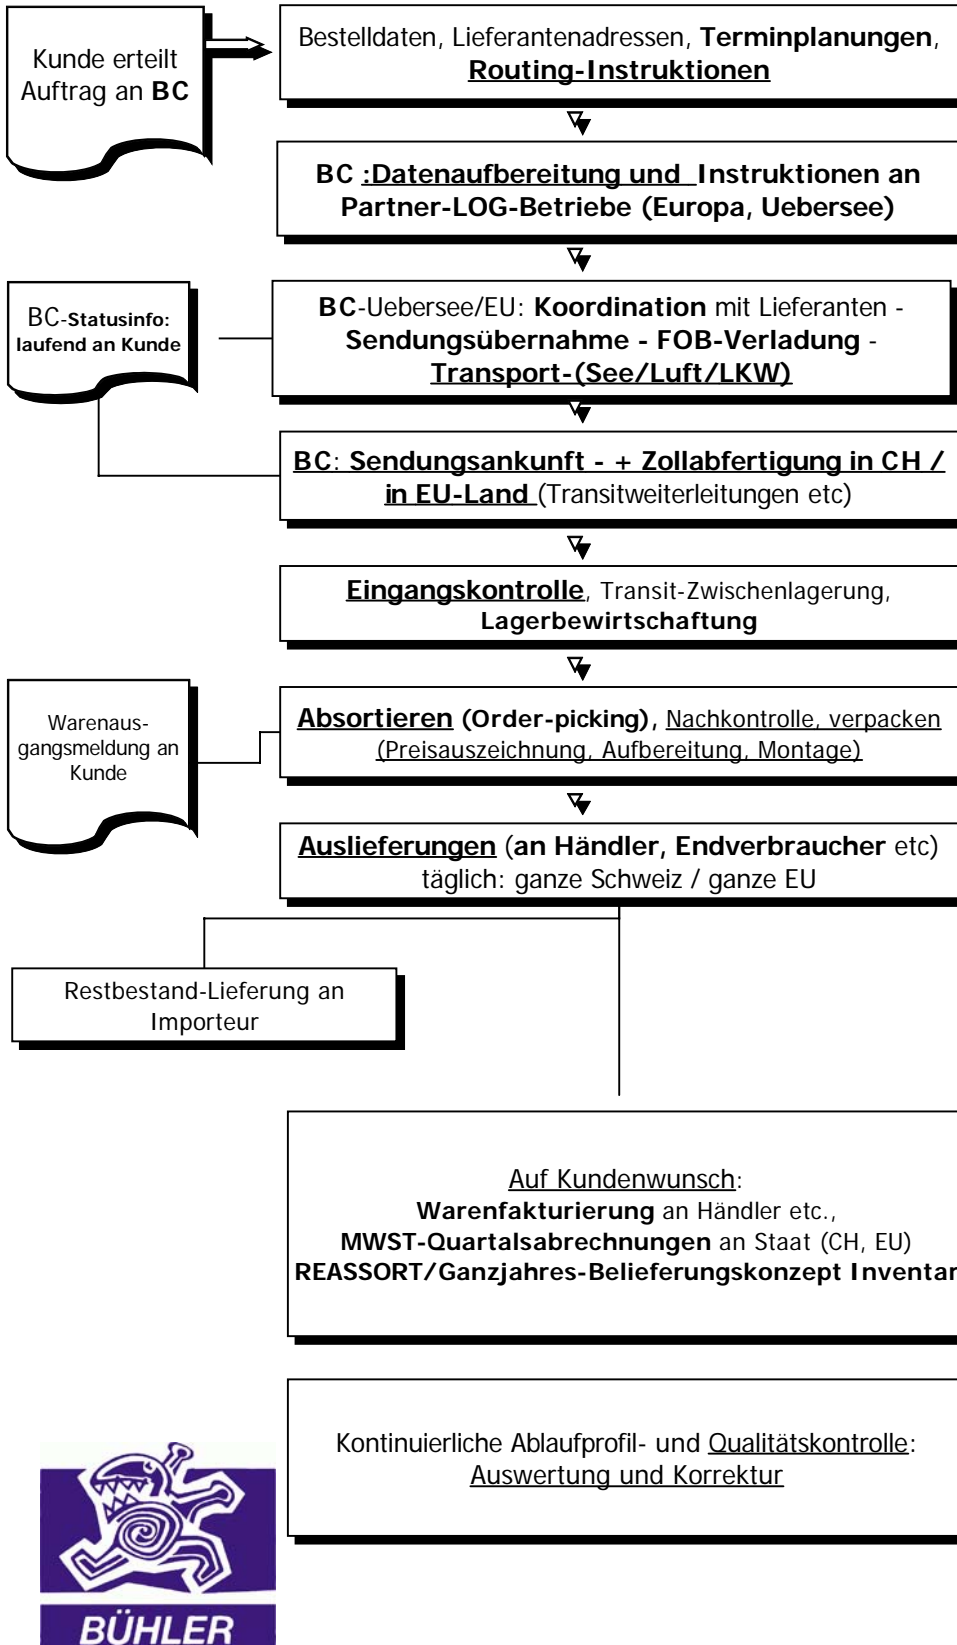 Kunde erteilt
Auftrag an BC
Bestelldaten, Lieferantenadressen, Terminplanungen,
Routing-Instruktionen
BC :Datenaufbereitung und Instruktionen an
Partner-LOG-Betriebe (Europa, Uebersee)
BC-Statusinfo:
laufend an Kunde
BC-Uebersee/EU: Koordination mit Lieferanten -
Sendungsübernahme - FOB-Verladung -
Transport-(See/Luft/LKW)
BC: Sendungsankunft - + Zollabfertigung in CH /
in EU-Land (Transitweiterleitungen etc)
Eingangskontrolle, Transit-Zwischenlagerung,
Lagerbewirtschaftung
Warenaus-
gangsmeldung an
Kunde
Absortieren (Order-picking), Nachkontrolle, verpacken
(Preisauszeichnung, Aufbereitung, Montage)
Auslieferungen (an Händler, Endverbraucher etc)
täglich: ganze Schweiz / ganze EU
Restbestand-Lieferung an
Importeur
Auf Kundenwunsch:
Warenfakturierung an Händler etc.,
MWST-Quartalsabrechnungen an Staat (CH, EU)
REASSORT/Ganzjahres-Belieferungskonzept Inventar
Kontinuierliche Ablaufprofil- und Qualitätskontrolle:
Auswertung und Korrektur
BÜHLER